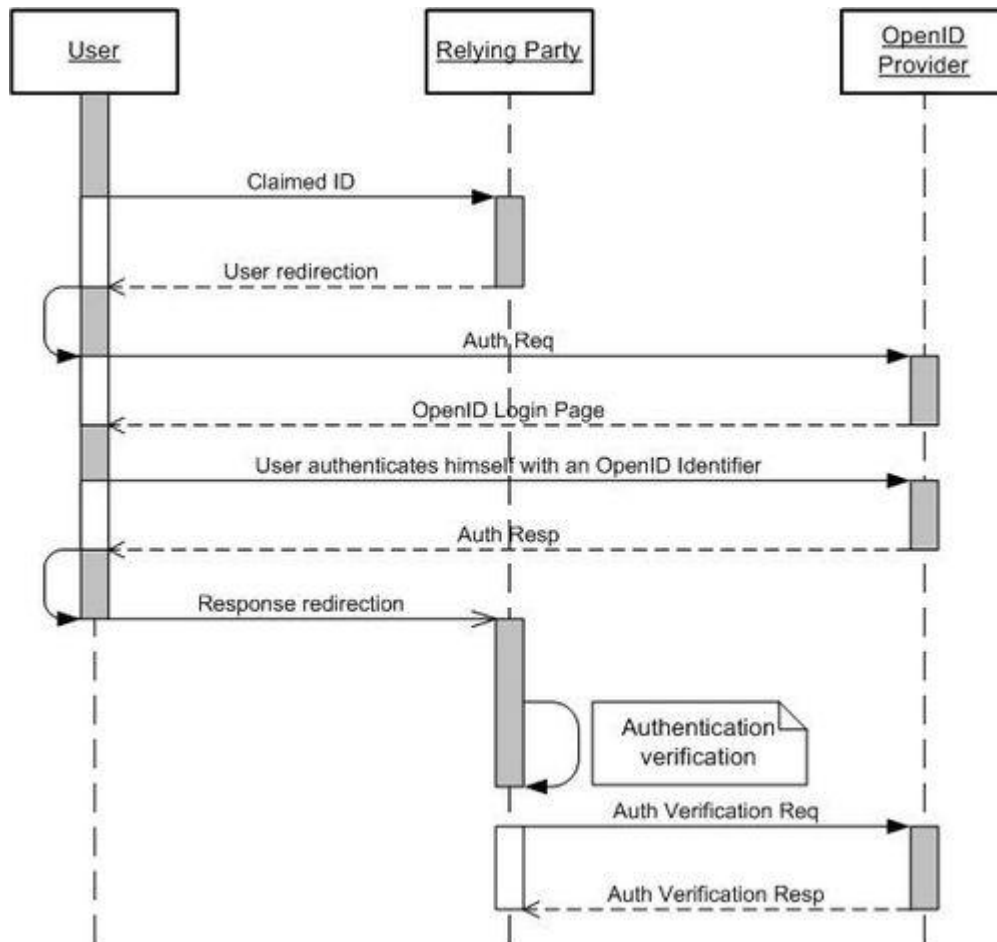 User
Relying Party
OpenID
Provider
Claimed ID
User redirection
Auth Req
OpenID Login Page
User authenticates himself with an OpenID Identifier
Auth Resp
Response redirection
Authentication
verification
Auth Verification Req
Auth Verification Resp